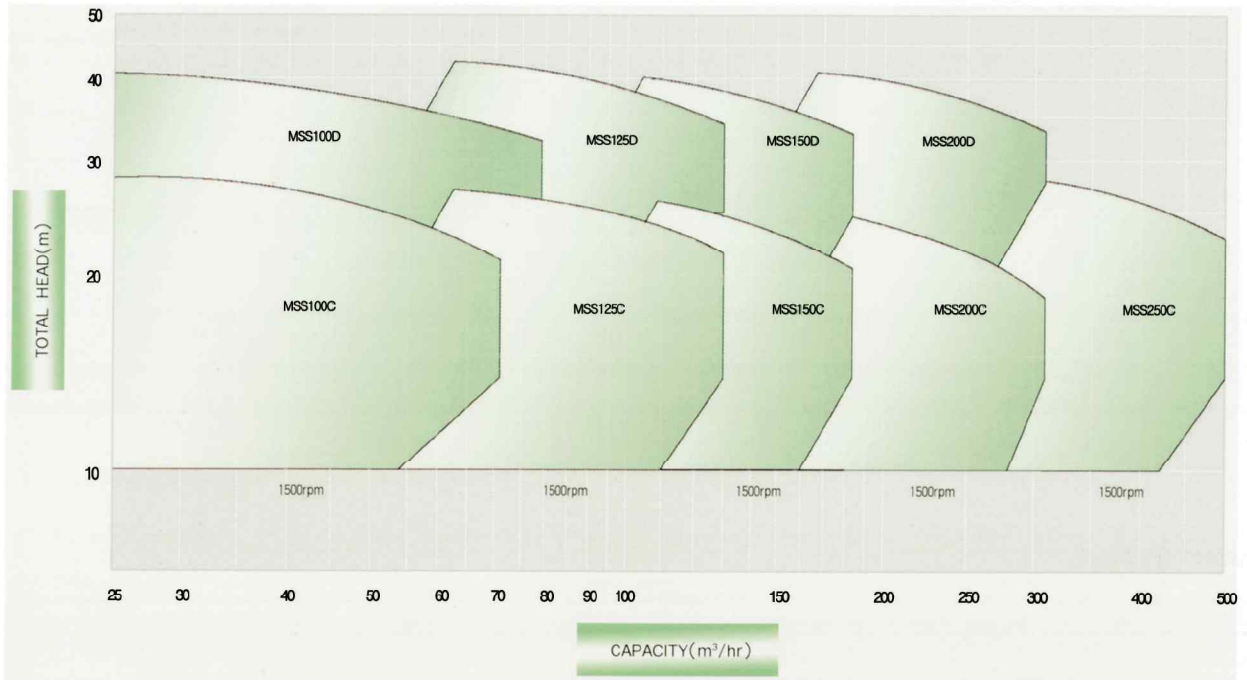 50
40
30
20
10
TOTAL HEAD(m)
MSS100D
MSS125D
MSS150D
MSS200D
MSS100C
MSS125C
MSS150C
MSS200C
MSS250C
1500rpm 1500rpm 1500rpm 1500rpm 1500rpm
25 30 40 50 60 70 80 90 100 150 200 250 300 400 500
CAPACITY(m³/hr)